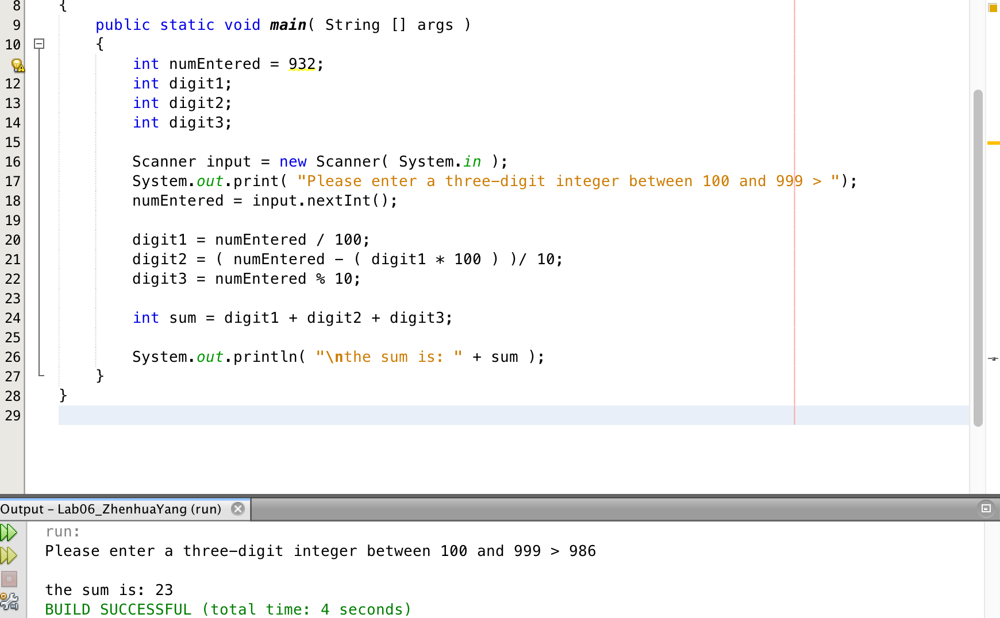 8 {
9 public static void main( String [] args )
10 {
int numEntered = 932;
12 int digit1;
13 int digit2;
14 int digit3;
15
16 Scanner input = new Scanner( System.in );
17 System.out.print( "Please enter a three-digit integer between 100 and 999 > ");
18 numEntered = input.nextInt();
19
20 digit1 = numEntered / 100;
21 digit2 = ( numEntered - ( digit1 * 100 ) )/ 10;
22 digit3 = numEntered % 10;
23
24 int sum = digit1 + digit2 + digit3;
25
26 System.out.println( "\nthe sum is: " + sum );
27 }
28 }
29
Output - Lab06_ZhenhuaYang (run)
run:
Please enter a three-digit integer between 100 and 999 > 986
the sum is: 23
BUILD SUCCESSFUL (total time: 4 seconds)